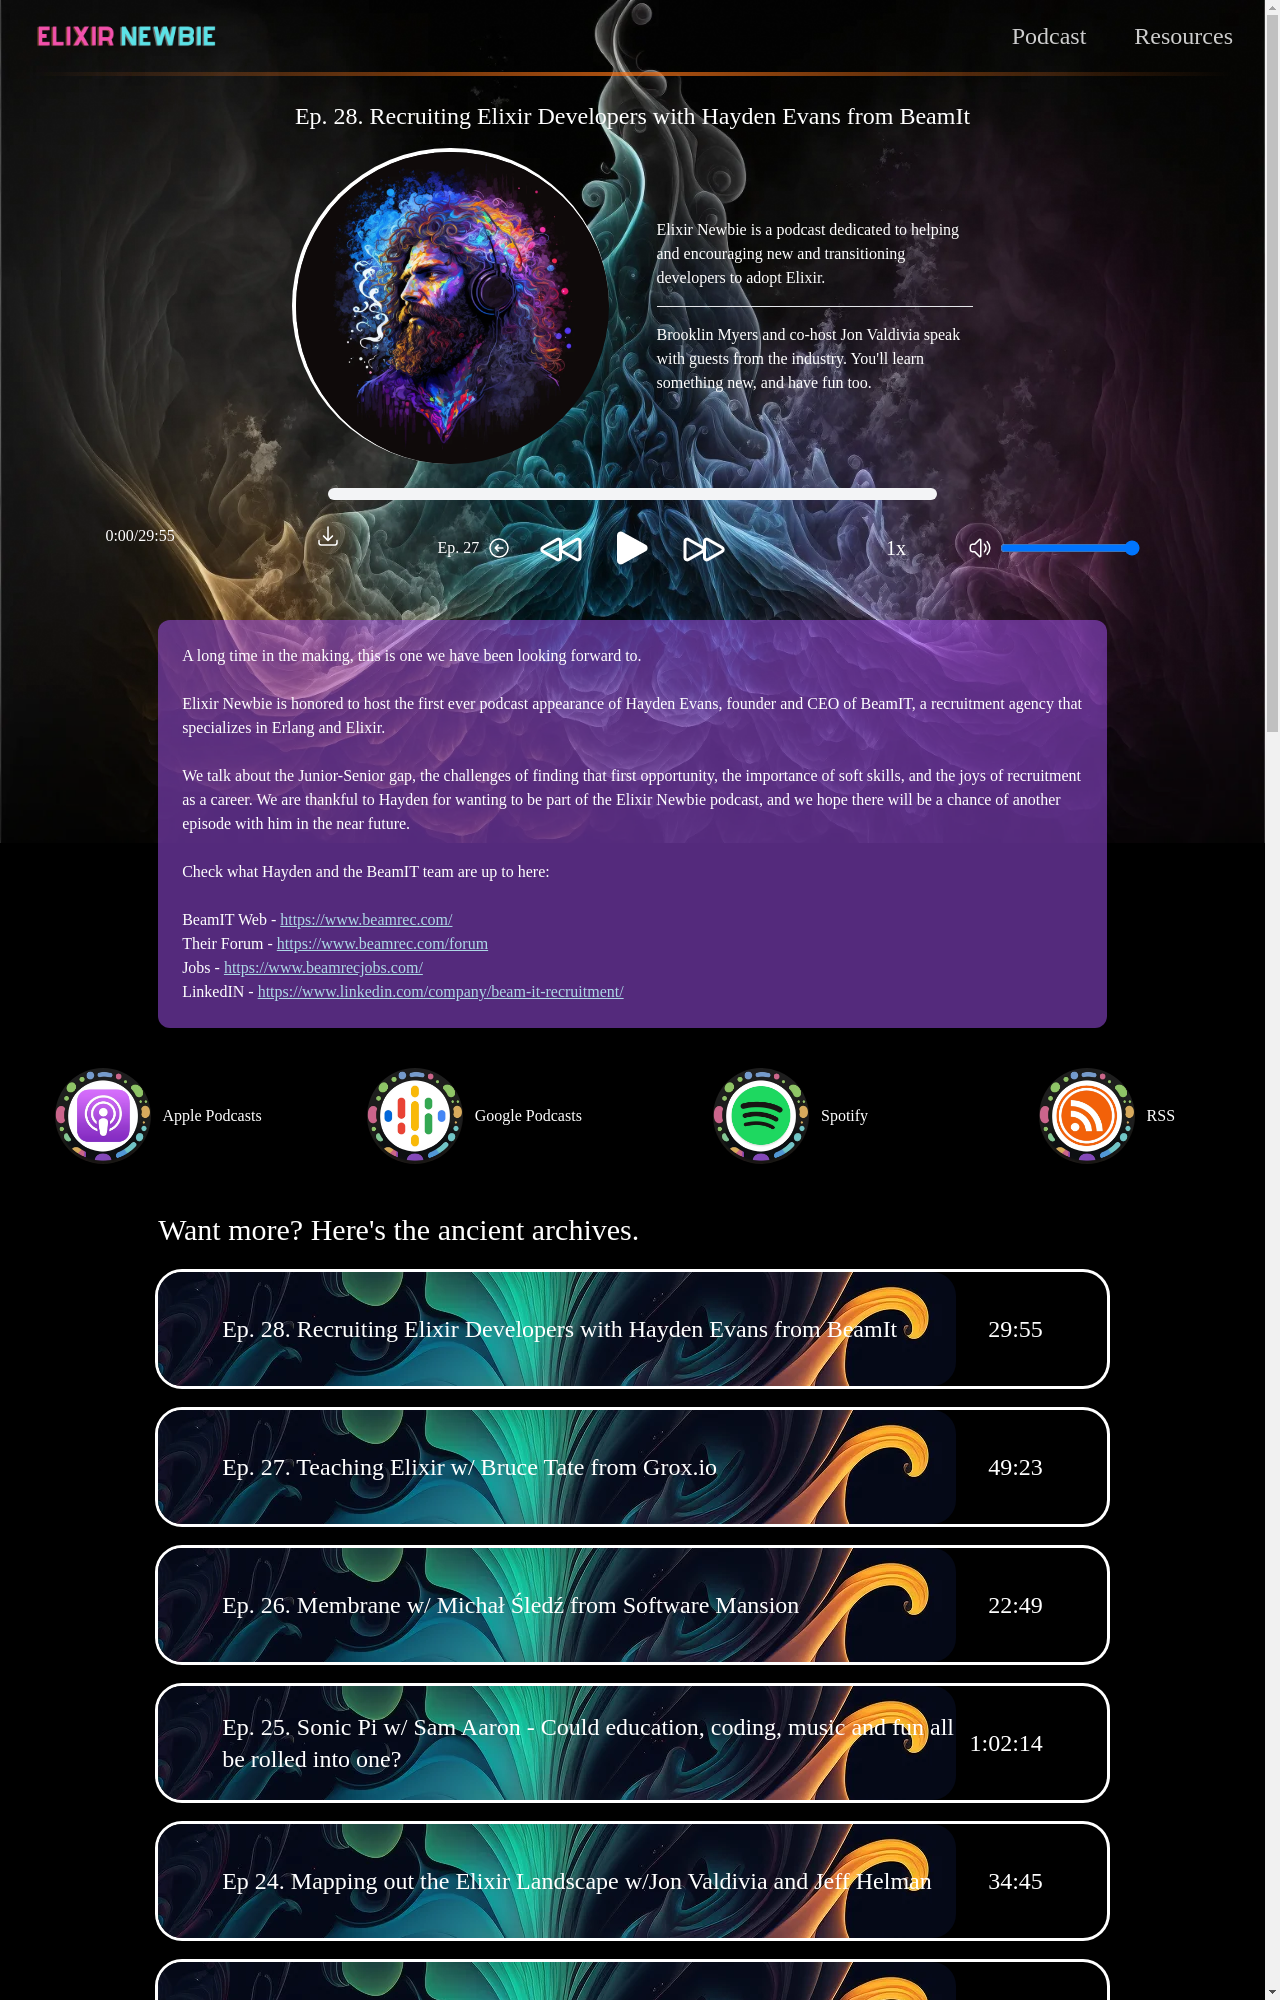 ELIXIR NEWBIE
Podcast
Resources
Ep. 28. Recruiting Elixir Developers with Hayden Evans from BeamIt
Elixir Newbie is a podcast dedicated to helping
and encouraging new and transitioning
developers to adopt Elixir.
Brooklin Myers and co-host Jon Valdivia speak
with guests from the industry. You'll learn
something new, and have fun too.
0:00/29:55
Ep. 27
1x
A long time in the making, this is one we have been looking forward to.
Elixir Newbie is honored to host the first ever podcast appearance of Hayden Evans, founder and CEO of BeamIT, a recruitment agency that
specializes in Erlang and Elixir.
We talk about the Junior-Senior gap, the challenges of finding that first opportunity, the importance of soft skills, and the joys of recruitment
as a career. We are thankful to Hayden for wanting to be part of the Elixir Newbie podcast, and we hope there will be a chance of another
episode with him in the near future.
Check what Hayden and the BeamIT team are up to here:
BeamIT Web - https://www.beamrec.com/
Their Forum - https://www.beamrec.com/forum
Jobs - https://www.beamrecjobs.com/
LinkedIN - https://www.linkedin.com/company/beam-it-recruitment/
Apple Podcasts
Google Podcasts
Spotify
RSS
Want more? Here's the ancient archives.
Ep. 28. Recruiting Elixir Developers with Hayden Evans from BeamIt
29:55
Ep. 27. Teaching Elixir w/ Bruce Tate from Grox.io
49:23
Ep. 26. Membrane w/ Michał Śledź from Software Mansion
22:49
Ep. 25. Sonic Pi w/ Sam Aaron - Could education, coding, music and fun all
be rolled into one?
1:02:14
Ep 24. Mapping out the Elixir Landscape w/Jon Valdivia and Jeff Helman
34:45